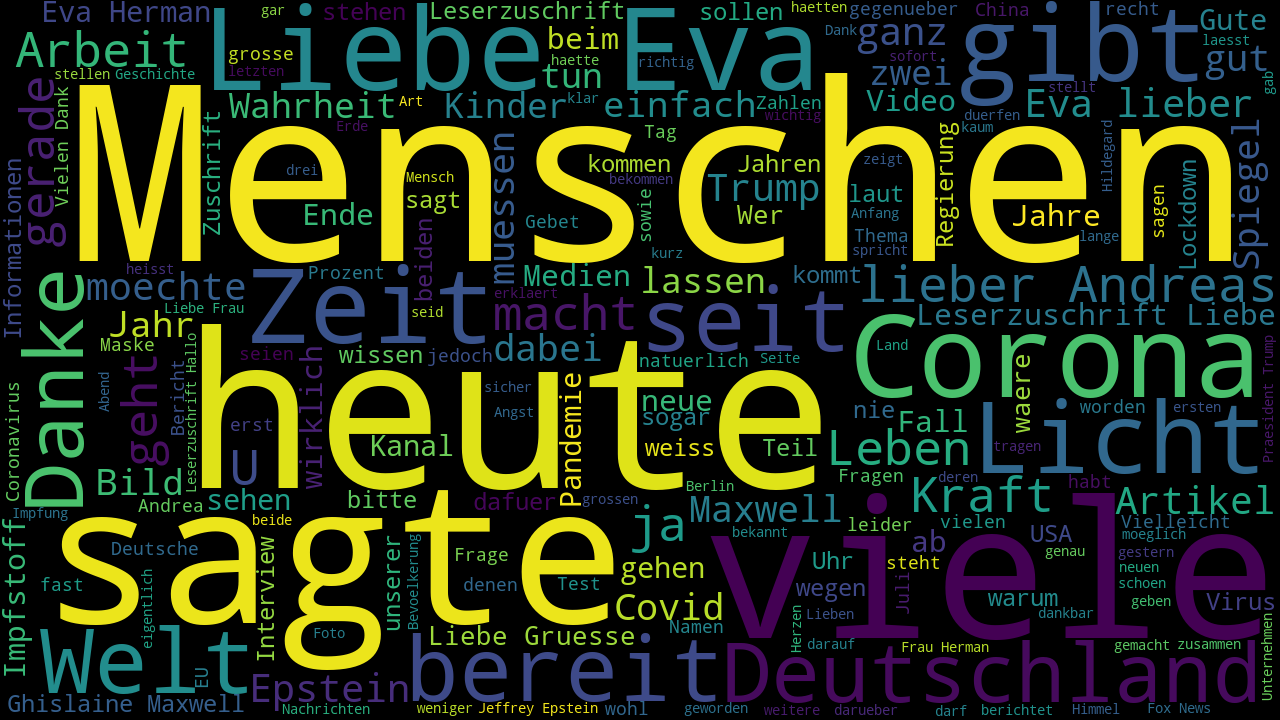 Eva Herman
gar
stehen
Leserzuschrift
sollen
haetten
gegenueber
China
recht
Gute
Arbeit
Liebe
beim
Eva
Dank
ganz
gibt
laesst
grosse
letzten
haette
tun
richtig
sofort
zwei
gut
gab
stellen
Geschichte
stellt
Wahrheit
Art
Kinder
klar
einfach
Zahlen
wichtig
Video
Eva lieber
duerfen
kaum
gerade
Vielen Dank
Menschen
Zuschrift
Erde
Tag
Regierung
Hildegard
Spiegel
Informationen
drei
Mensch
muessen
kommen
bekommen
Jahren
zeigt
Lockdown
sagt
Trump
laut
sagen
Ende
Gebet
sowie
Wer
Anfang
Jahre
Thema
lange
spricht
kurz
heisst
Zeit
Prozent
beiden
Medien
lassen
kommt
lieber Andreas
moechte
Liebe Frau
erklaert
seid
macht
seit
Leserzuschrift Liebe
Danke
Jahr
Maske
seien
wissen
jedoch
dabei
natuerlich
Seite
Corona
Land
Praesident Trump
Coronavirus
Abend
geht
Bericht
Leserzuschrift Hallo
heute
wirklich
sicher
Angst
Pandemie
neue
sogar
nie
waere
worden
ersten
erst
Fall
Licht
U
Kanal
weiss
Teil
Leben
tragen
Bild
Fragen
deren
habt
Berlin
Andrea
sehen
bitte
dafuer
grossen
Maxwell
Kraft
Artikel
Impfung
beide
sagte
ja
bekannt
viele
leider
vielen
Vielleicht
moeglich
Impfstoff
Deutsche
Interview
unserer
Bevoelkerung
Frage
Uhr
ab
USA
genau
gestern
fast
eigentlich
denen
Test
gehen
steht
neuen
wegen
Juli
schoen
warum
Covid
geben
Virus
Lieben
dankbar
Foto
Liebe Gruesse
Namen
Herzen
darauf
Frau Herman
gemacht
zusammen
Unternehmen
Welt
EU
Epstein
bereit
Deutschland
Ghislaine Maxwell
Nachrichten
weniger
Jeffrey Epstein
wohl
geworden
weitere
darueber
darf
berichtet
Himmel
Fox News